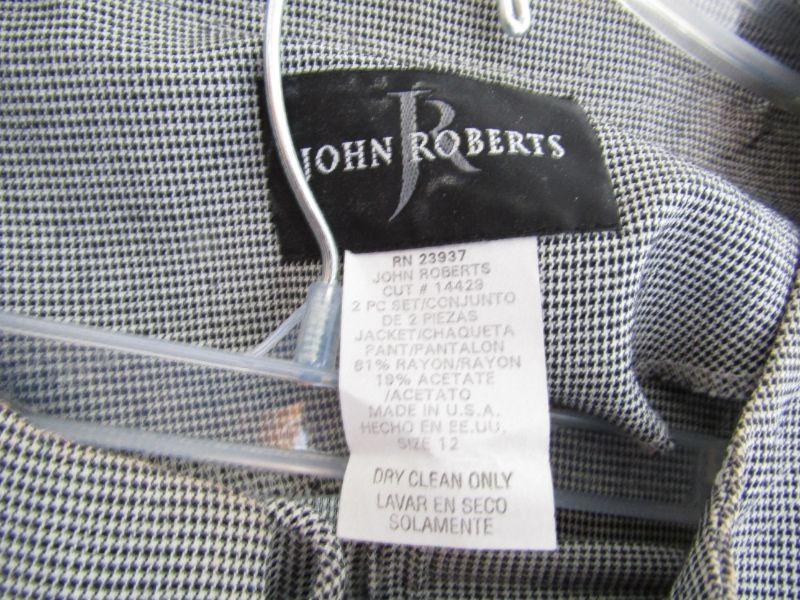 JR
JOHN ROBERTS
RN 23937
JOHN ROBERTS
CUT # 14429
2 PC SET/CONJUNTO
DE 2 PIEZAS
JACKET/CHAQUETA
PANT/PANTALON
81% RAYON/RAYON
19% ACETATE
/ACETATO
MADE IN U.S.A.
HECHO EN EE.UU.
SIZE 12
DRY CLEAN ONLY
LAVAR EN SECO
SOLAMENTE